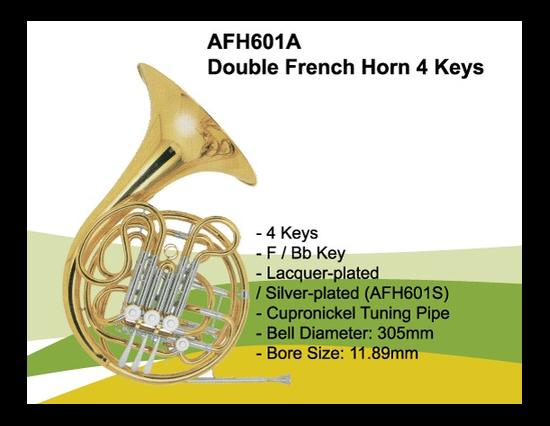 AFH601A
Double French Horn 4 Keys
- 4 Keys
- F / Bb Key
- Lacquer-plated
/ Silver-plated (AFH601S)
- Cupronickel Tuning Pipe
- Bell Diameter: 305mm
- Bore Size: 11.89mm